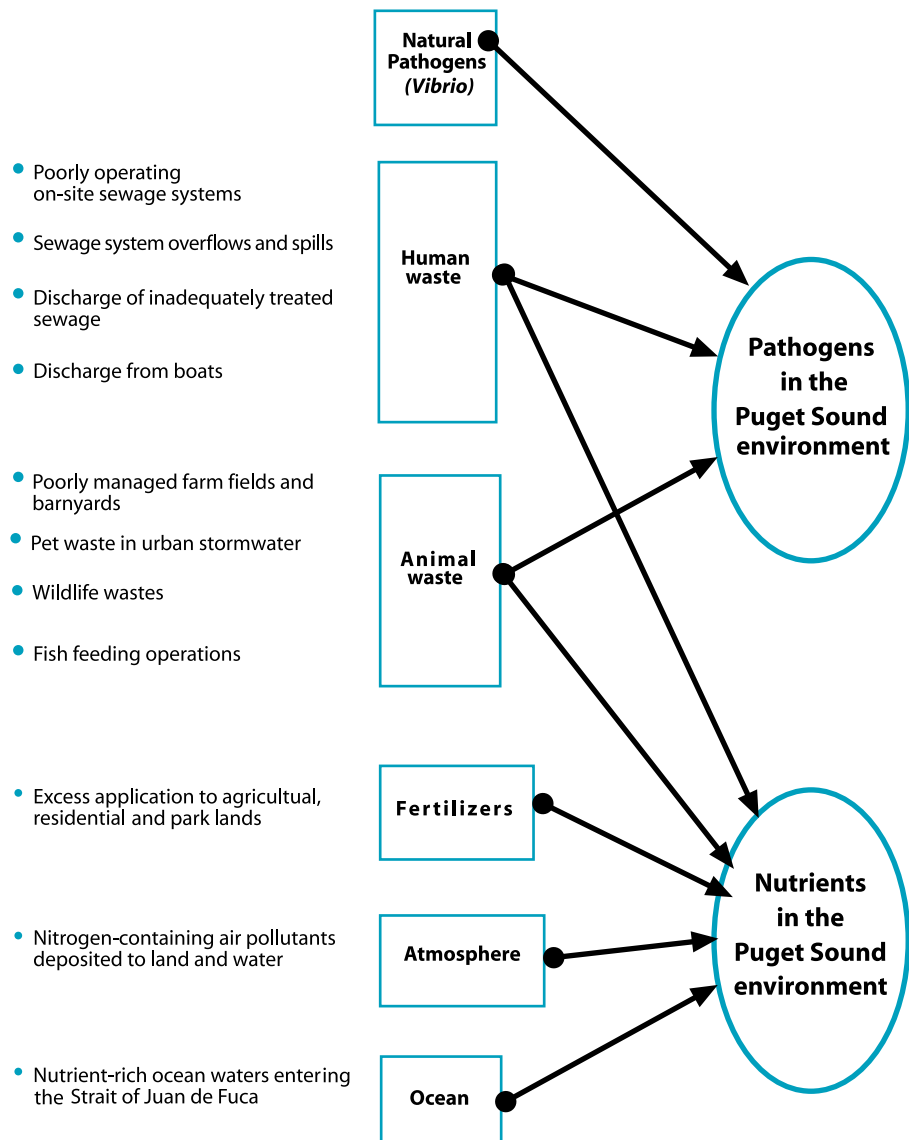 Natural
Pathogens
(Vibrio)
• Poorly operating
on-site sewage systems
• Sewage system overflows and spills
• Discharge of inadequately treated
sewage
• Discharge from boats
Human
waste
Pathogens
in the
Puget Sound
environment
• Poorly managed farm fields and
barnyards
• Pet waste in urban stormwater
• Wildlife wastes
• Fish feeding operations
Animal
waste
• Excess application to agricultual,
residential and park lands
Fertilizers
• Nitrogen-containing air pollutants
deposited to land and water
Atmosphere
Nutrients
in the
Puget Sound
environment
• Nutrient-rich ocean waters entering
the Strait of Juan de Fuca
Ocean